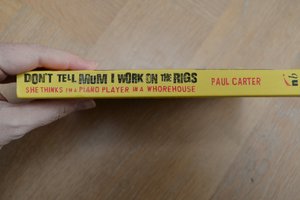 DON'T TELL MUM I WORK ON THE RIGS
SHE THINKS I'M A PIANO PLAYER IN A WHOREHOUSE
PAUL CARTER